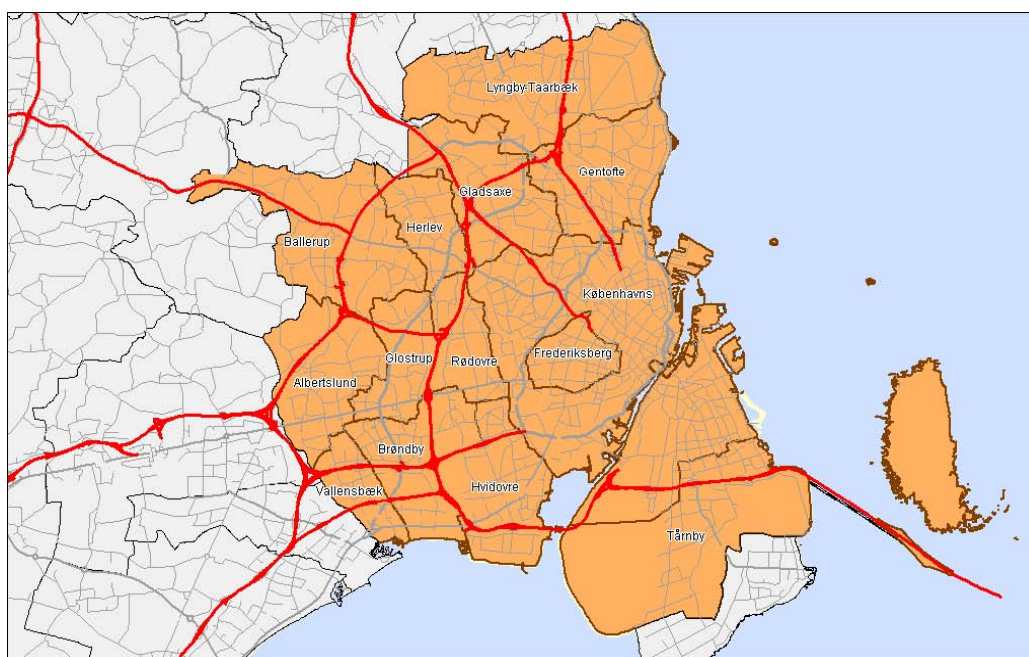 Lyngby-Taarbæk
Gentofte
Gladsaxe
Herlev
Ballerup
Københavns
Frederiksberg
Glostrup
Rødovre
Albertslund
Brøndby
Hvidovre
Vallensbæk
Tårnby